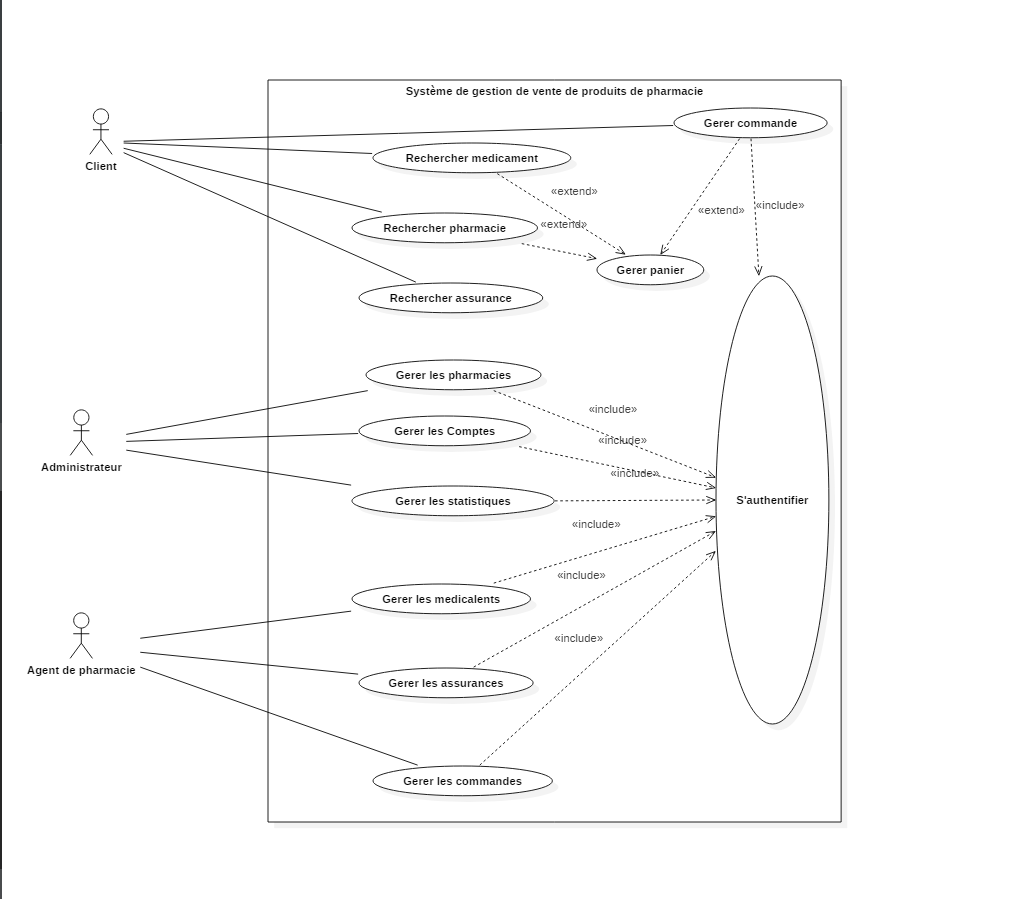 Système de gestion de vente de produits de pharmacie
Gerer commande
Client
Rechercher medicament
«extend»
«extend»
«include»
Rechercher pharmacie
«extend»
Gerer panier
Rechercher assurance
Gerer les pharmacies
«include»
Administrateur
Gerer les Comptes
«include»
«include»
Gerer les statistiques
S'authentifier
«include»
«include»
Gerer les medicalents
«include»
Agent de pharmacie
Gerer les assurances
Gerer les commandes